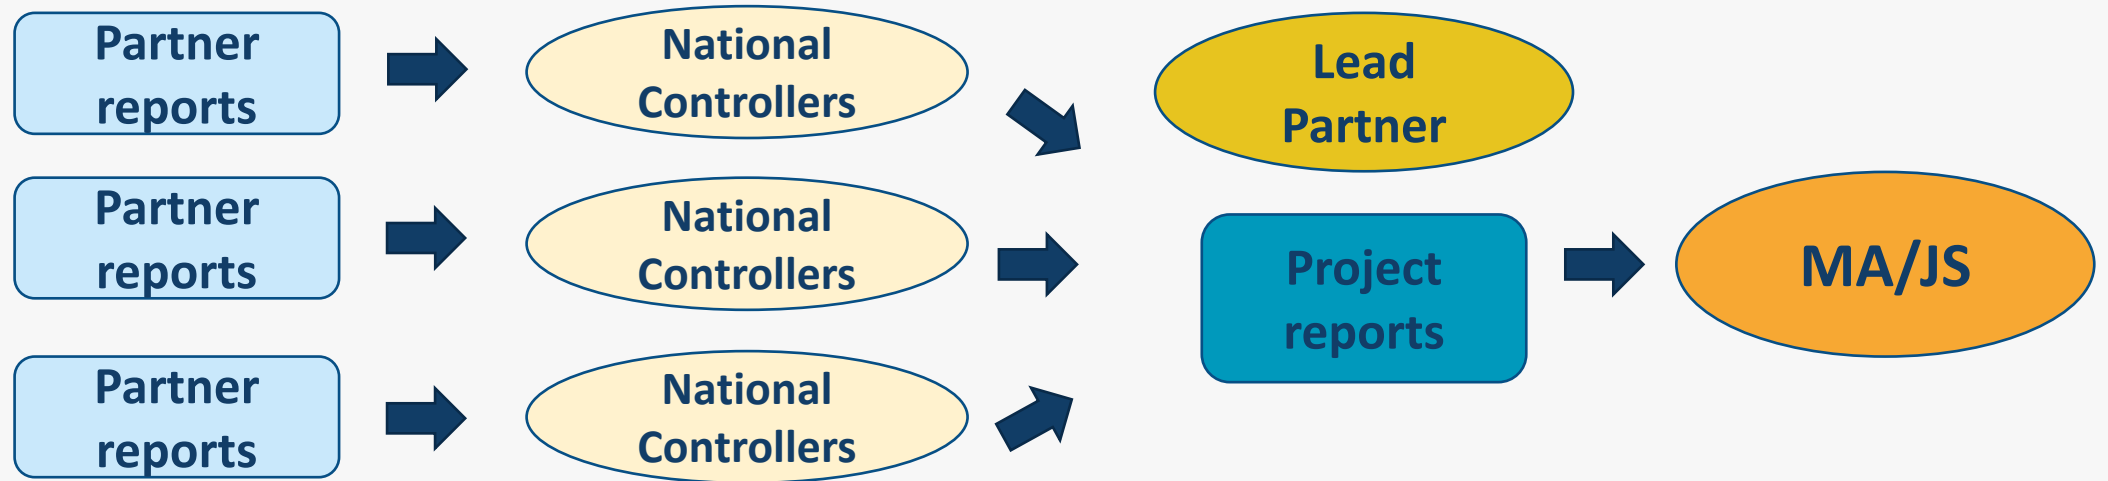 Partner
reports
National
Controllers
Lead
Partner
Partner
reports
National
Controllers
Project
reports
MA/JS
Partner
reports
National
Controllers